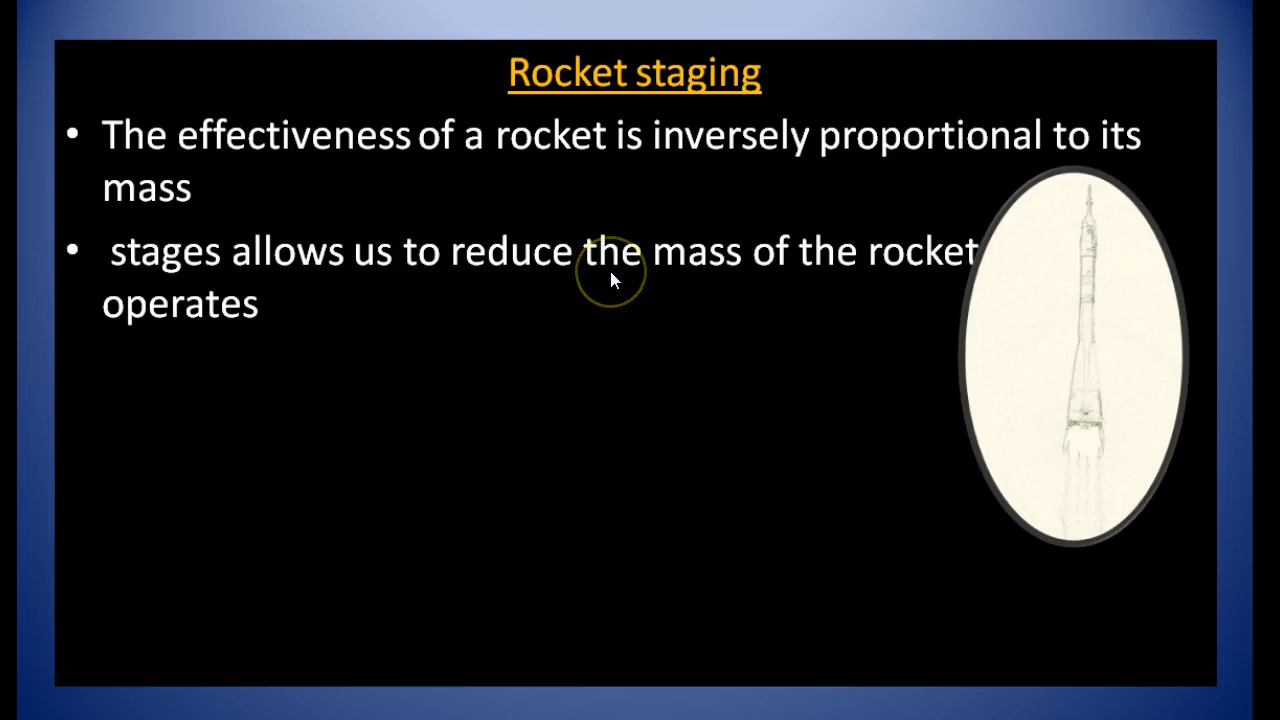 Rocket staging
• The effectiveness of a rocket is inversely proportional to its
mass
• stages allows us to reduce the mass of the rocket
operates